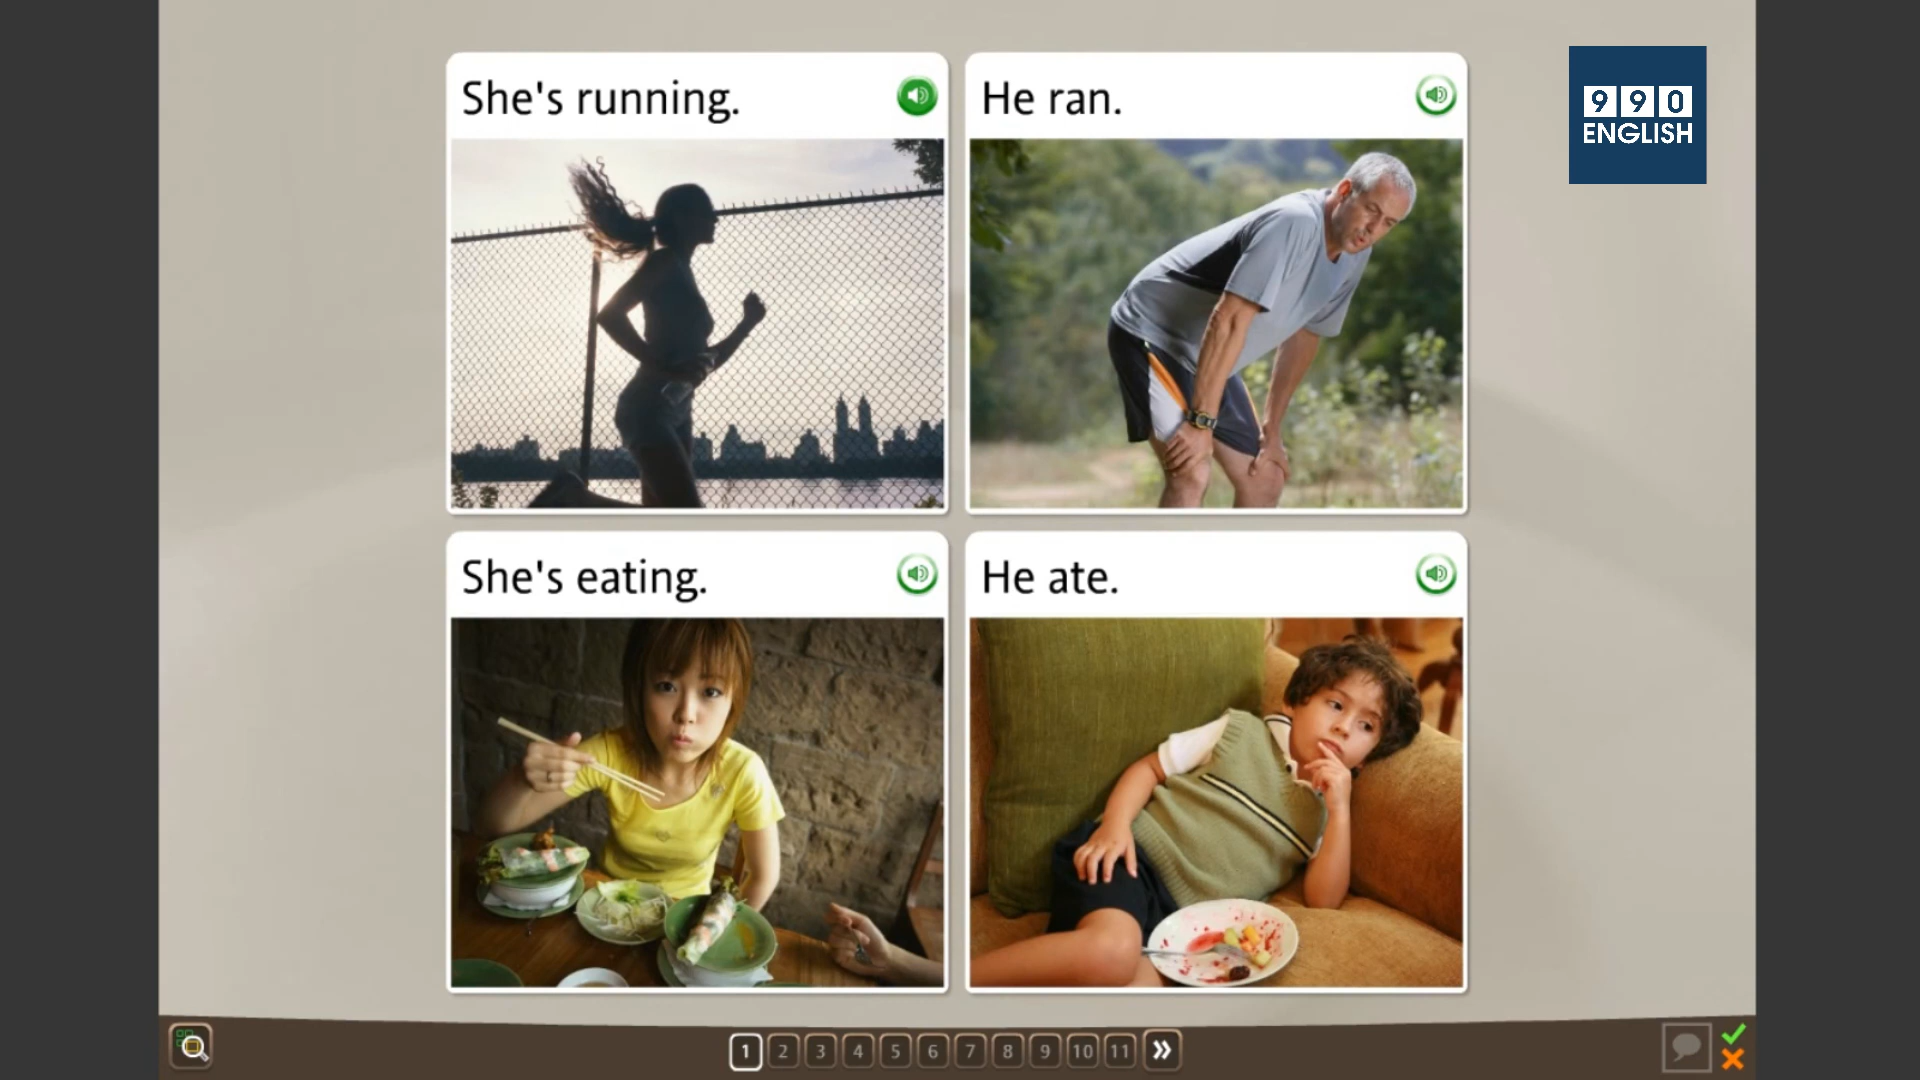 She's running.
He ran.
990
ENGLISH
She's eating.
He ate.
1 2 3 4 5 6 7 8 9 10 11